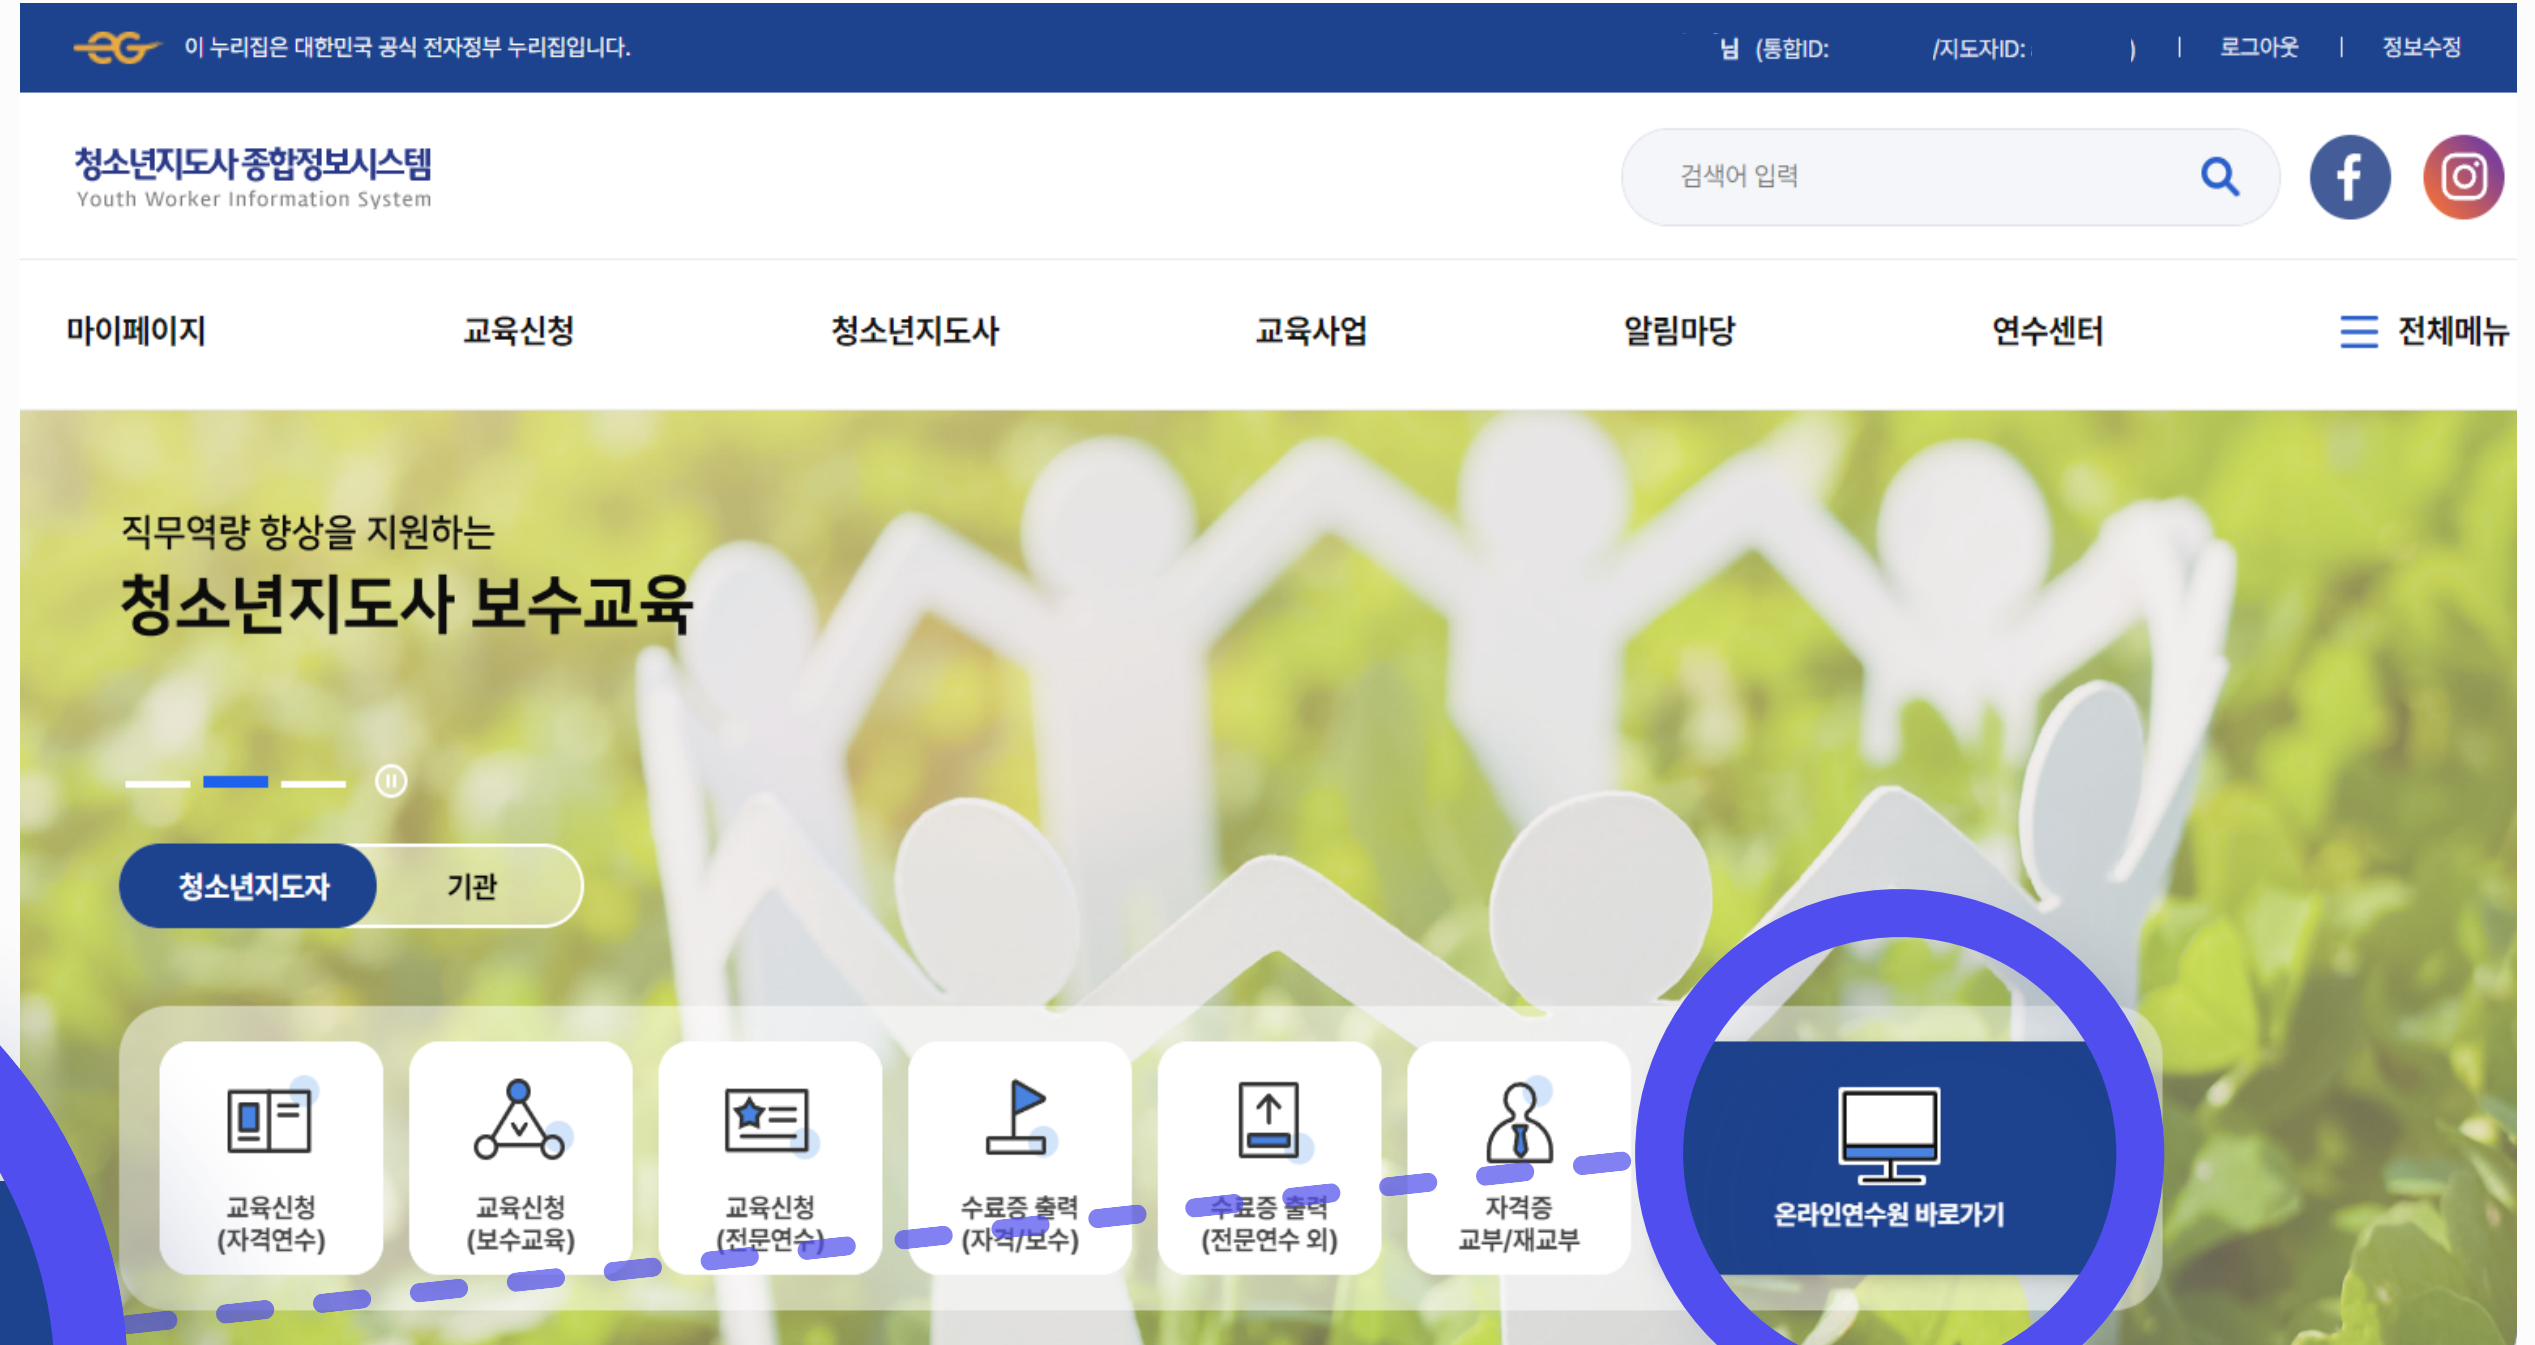 이 누리집은 대한민국 공식 전자정부 누리집입니다.
님 (통합ID: /지도자ID: ) | 로그아웃 | 정보수정
청소년지도사 종합정보시스템
Youth Worker Information System
검색어 입력
마이페이지
교육신청
청소년지도사
교육사업
알림마당
연수센터
전체메뉴
직무역량 향상을 지원하는
청소년지도사 보수교육
청소년지도자
기관
교육신청
(자격연수)
교육신청
(보수교육)
교육신청
(전문연수)
수료증 출력
(자격/보수)
수료증 출력
(전문연수 외)
자격증
교부/재교부
온라인연수원 바로가기